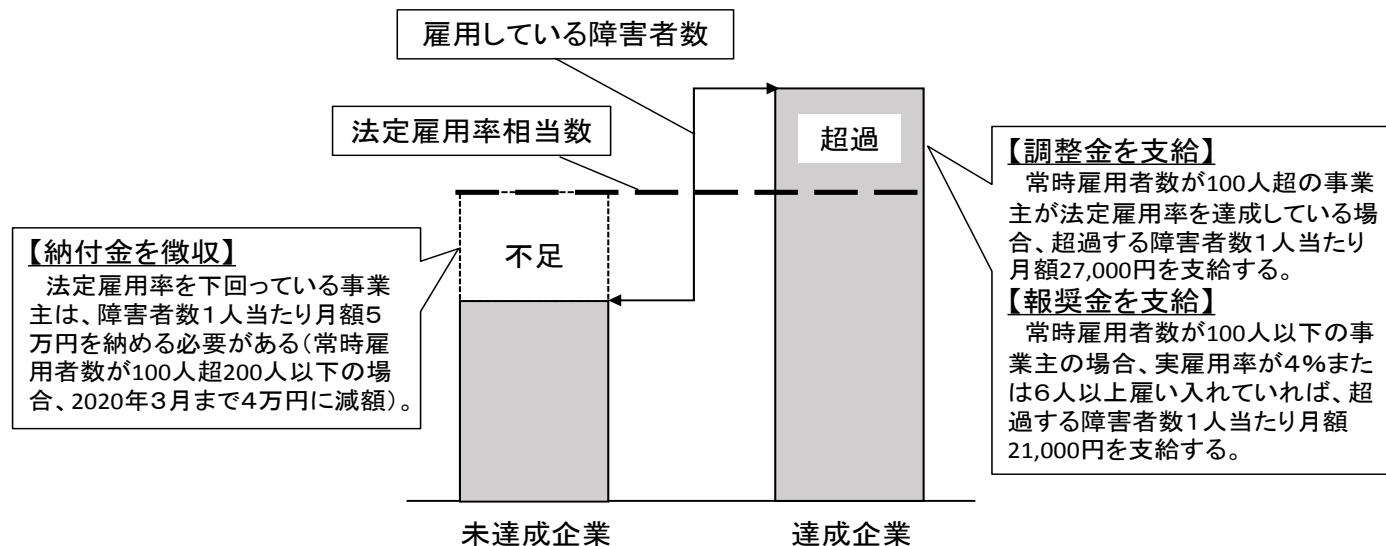 雇用している障害者数
法定雇用率相当数
超過
不足
【納付金を徴収】
法定雇用率を下回っている事業
主は、障害者数１人当たり月額５
万円を納める必要がある（常時雇
用者数が100人超200人以下の場
合、2020年３月まで４万円に減額）。
【調整金を支給】
常時雇用者数が100人超の事業
主が法定雇用率を達成している場
合、超過する障害者数１人当たり
月額27,000円を支給する。
【報奨金を支給】
常時雇用者数が100人以下の事
業主の場合、実雇用率が４％また
は６人以上雇い入れていれば、超
過する障害者数１人当たり月額
21,000円を支給する。
未達成企業
達成企業